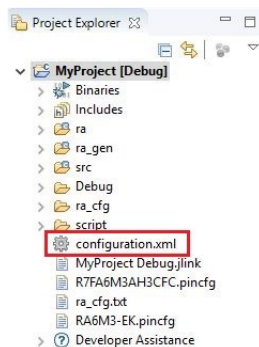 Project Explorer
MyProject [Debug]
Binaries
Includes
ra
ra_gen
src
Debug
ra_cfg
script
configuration.xml
MyProject Debug.jlink
R7FA6M3AH3CFC.pincfg
ra_cfg.txt
RA6M3-EK.pincfg
Developer Assistance